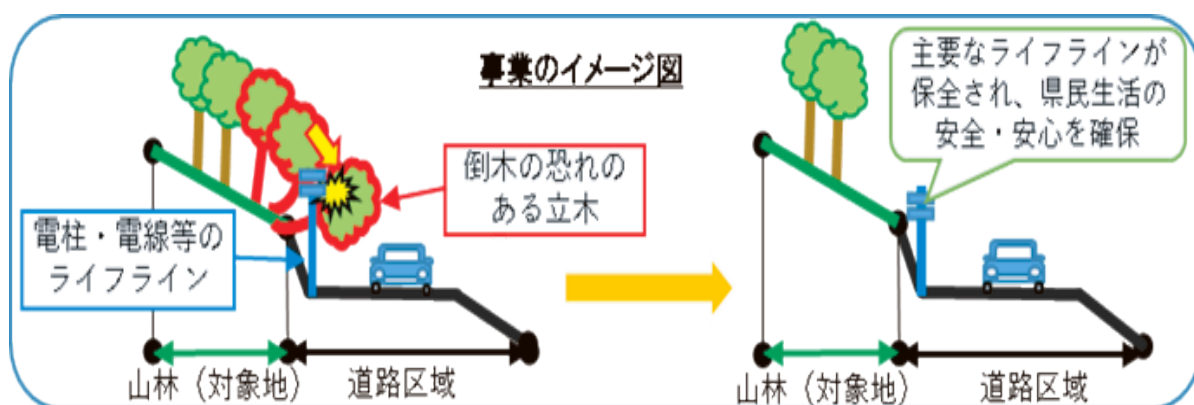 事業のイメージ図
倒木の恐れの
ある立木
電柱・電線等の
ライフライン
山林（対象地）
道路区域
主要なライフラインが
保全され、県民生活の
安全・安心を確保
山林（対象地）
道路区域